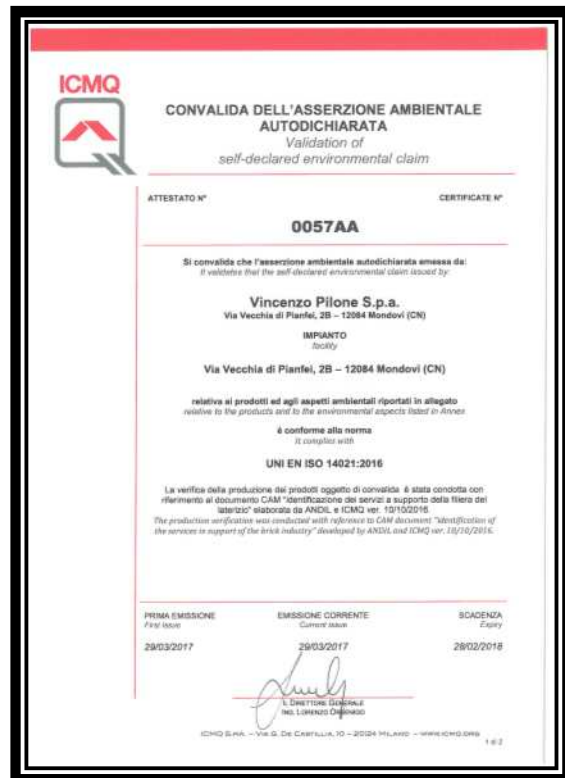 ICMQ
CONVALIDA DELL'ASSERZIONE AMBIENTALE
AUTODICHIARATA
Validation of
self-declared environmental claim
ATTESTATO N° CERTIFICATE N°
0057AA
Si convalida che l'asserzione ambientale autodichiarata emessa da:
It validates that the self-declared environmental claim issued by:
Vincenzo Pilone S.p.a.
Via Vecchia di Pianfei, 2B – 12084 Mondovì (CN)
IMPIANTO
facility
Via Vecchia di Pianfei, 2B – 12084 Mondovì (CN)
relativa ai prodotti ed agli aspetti ambientali riportati in allegato
relative to the products and to the environmental aspects listed in Annex
è conforme alla norma
It complies with
UNI EN ISO 14021:2016
La verifica della produzione dei prodotti oggetto di convalida è stata condotta con
riferimento al documento CAM "Identificazione dei servizi a supporto della filiera del
laterizio" elaborata da ANDIL e ICMQ ver. 10/10/2016.
The production verification was conducted with reference to CAM document "Identification of
the services in support of the brick industry" developed by ANDIL and ICMQ ver. 10/10/2016.
PRIMA EMISSIONE EMISSIONE CORRENTE SCADENZA
First issue Current issue Expiry
29/03/2017 29/03/2017 28/02/2018
IL DIRETTORE GENERALE
ING. LORENZO ORSENIGO
ICMQ S.P.A. – VIA G. DE CASTILLIA, 10 – 20124 MILANO – WWW.ICMQ.ORG
1 di 2